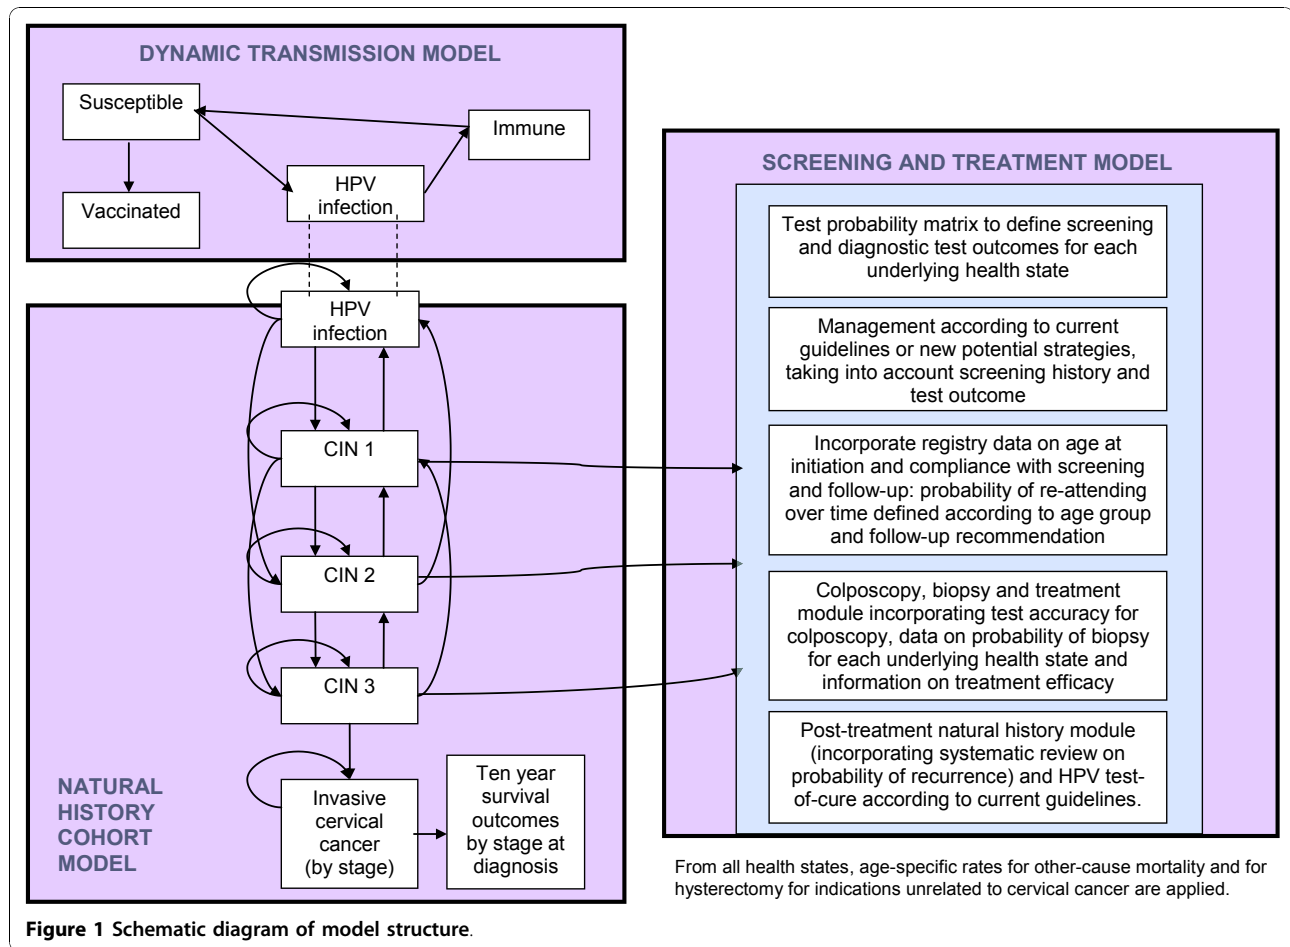 DYNAMIC TRANSMISSION MODEL
Susceptible
Immune
HPV
infection
Vaccinated
HPV
infection
CIN 1
CIN 2
CIN 3
Invasive
cervical
cancer
(by stage)
Ten year
survival
outcomes
by stage at
diagnosis
NATURAL
HISTORY
COHORT
MODEL
SCREENING AND TREATMENT MODEL
Test probability matrix to define screening
and diagnostic test outcomes for each
underlying health state
Management according to current
guidelines or new potential strategies,
taking into account screening history and
test outcome
Incorporate registry data on age at
initiation and compliance with screening
and follow-up: probability of re-attending
over time defined according to age group
and follow-up recommendation
Colposcopy, biopsy and treatment
module incorporating test accuracy for
colposcopy, data on probability of biopsy
for each underlying health state and
information on treatment efficacy
Post-treatment natural history module
(incorporating systematic review on
probability of recurrence) and HPV test-
of-cure according to current guidelines.
From all health states, age-specific rates for other-cause mortality and for
hysterectomy for indications unrelated to cervical cancer are applied.
Figure 1 Schematic diagram of model structure.